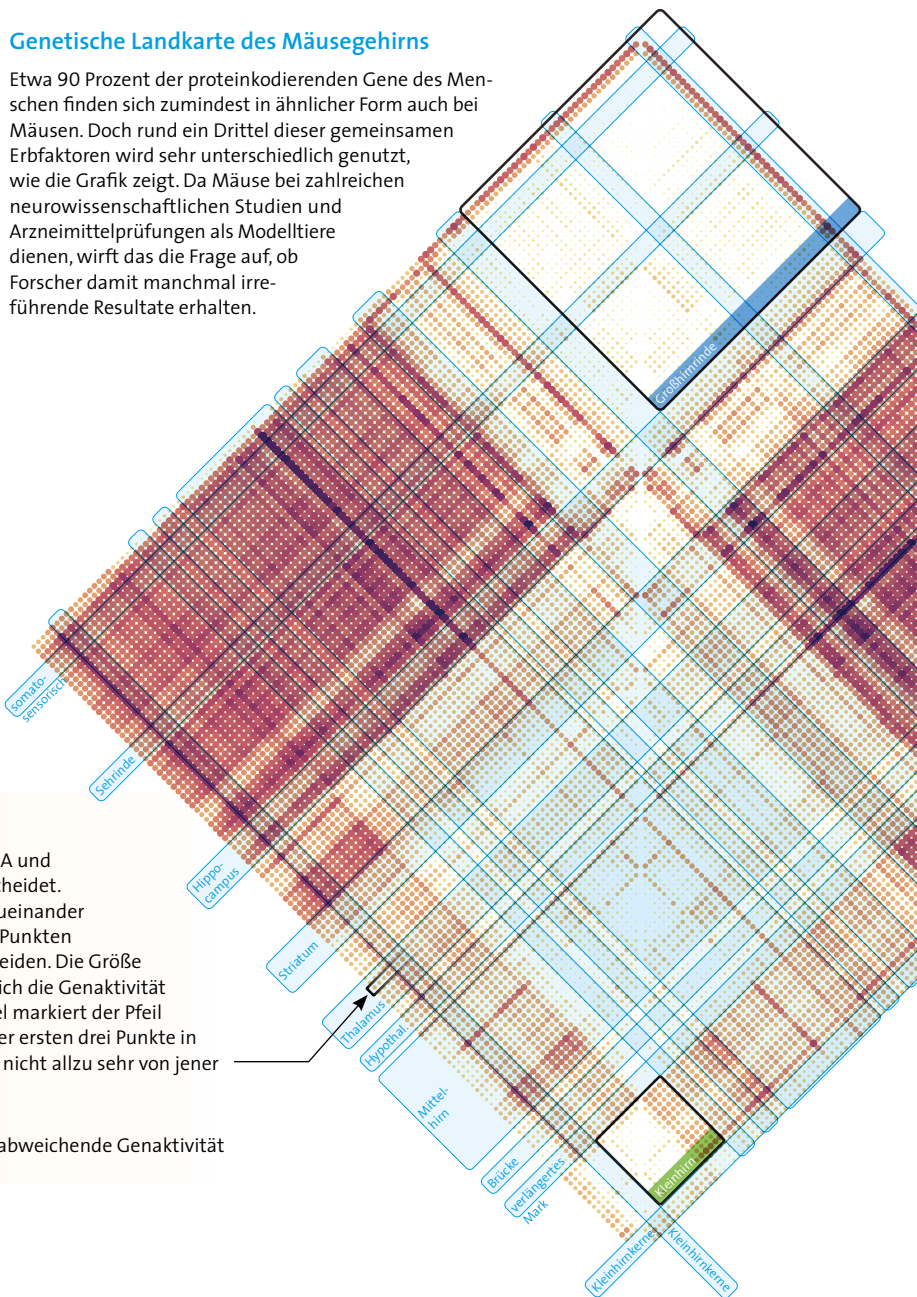 Genetische Landkarte des Mäusegehirns
Etwa 90 Prozent der proteinkodierenden Gene des Men-
schen finden sich zumindest in ähnlicher Form auch bei
Mäusen. Doch rund ein Drittel dieser gemeinsamen
Erbfaktoren wird sehr unterschiedlich genutzt,
wie die Grafik zeigt. Da Mäuse bei zahlreichen
neurowissenschaftlichen Studien und
Arzneimittelprüfungen als Modelltiere
dienen, wirft das die Frage auf, ob
Forscher damit manchmal irre-
führende Resultate erhalten.
Großhirnrinde
somato-
sensorisch
Sehrinde
Hippo-
campus
Striatum
Thalamus
Hypothal.
Mittel-
hirn
Brücke
verlängertes
Mark
Kleinhirnkerne
Kleinhirnkerne
Kleinhirn
A und
cheidet.
ueinander
Punkten
eiden. Die Größe
ich die Genaktivität
el markiert der Pfeil
er ersten drei Punkte in
nicht allzu sehr von jener
abweichende Genaktivität